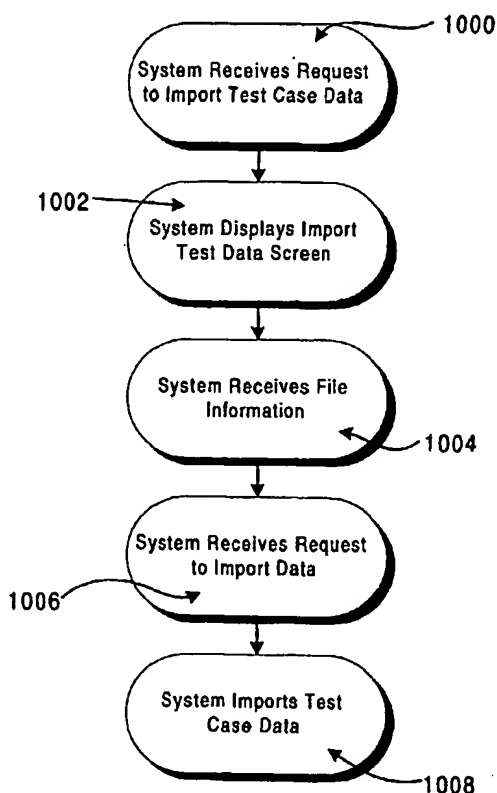 1000
System Receives Request
to Import Test Case Data
1002
System Displays Import
Test Data Screen
System Receives File
Information
1004
System Receives Request
to Import Data
1006
System Imports Test
Case Data
1008